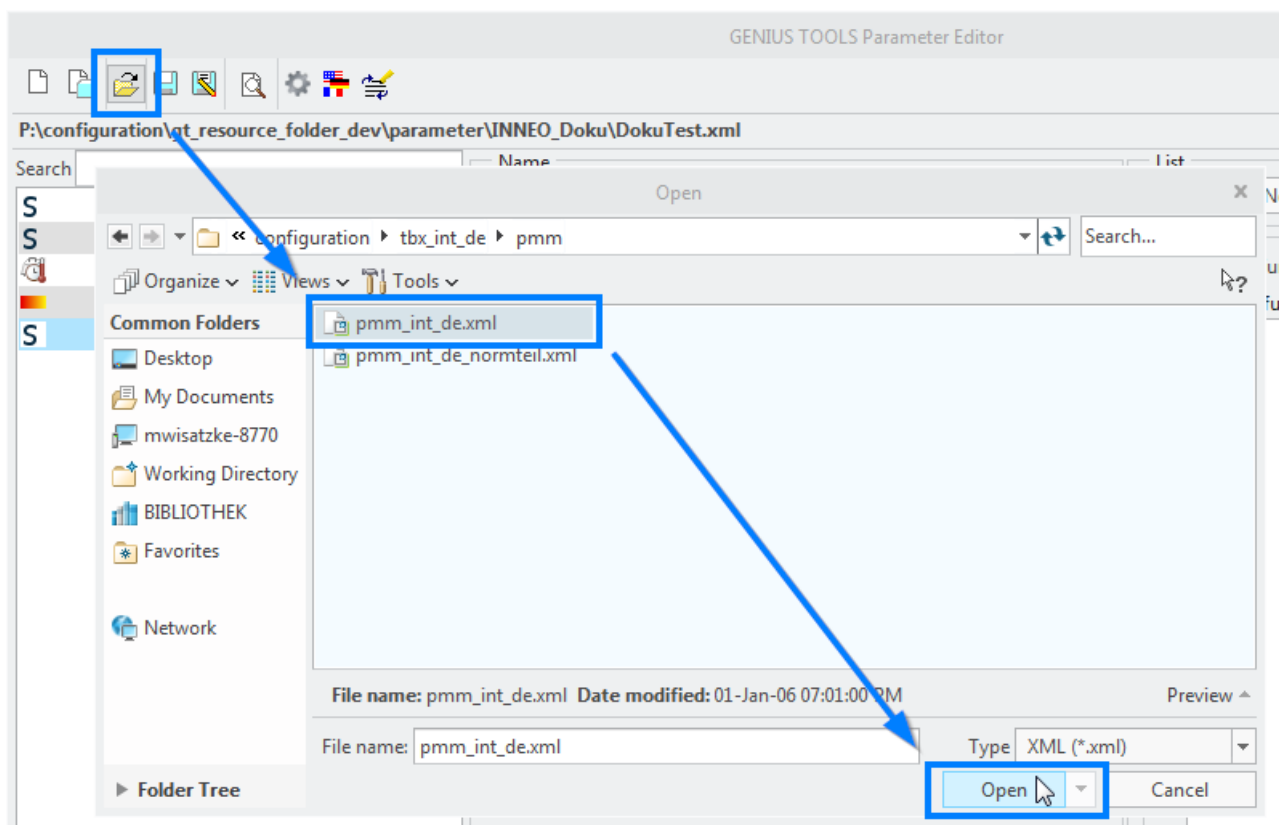 GENIUS TOOLS Parameter Editor
P:\configuration\gt_resource_folder_dev\parameter\INNEO_Doku\DokuTest.xml
Search
Name
List
Open
« configuration tbx_int_de pmm
Search...
Organize Views Tools
Common Folders
pmm_int_de.xml
pmm_int_de_normteil.xml
Desktop
My Documents
mwisatzke-8770
Working Directory
BIBLIOTHEK
Favorites
Network
File name: pmm_int_de.xml Date modified: 01-Jan-06 07:01:00 PM
Preview
File name: pmm_int_de.xml
Type XML (*.xml)
Folder Tree
Open
Cancel